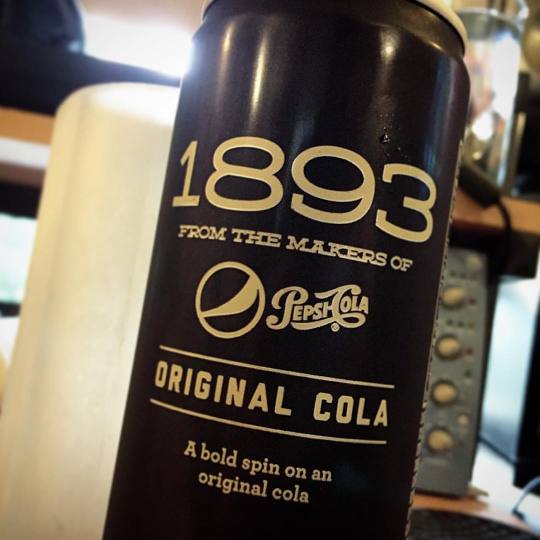 1893
FROM THE MAKERS OF
PEPSI-COLA
ORIGINAL COLA
A bold spin on an
original cola